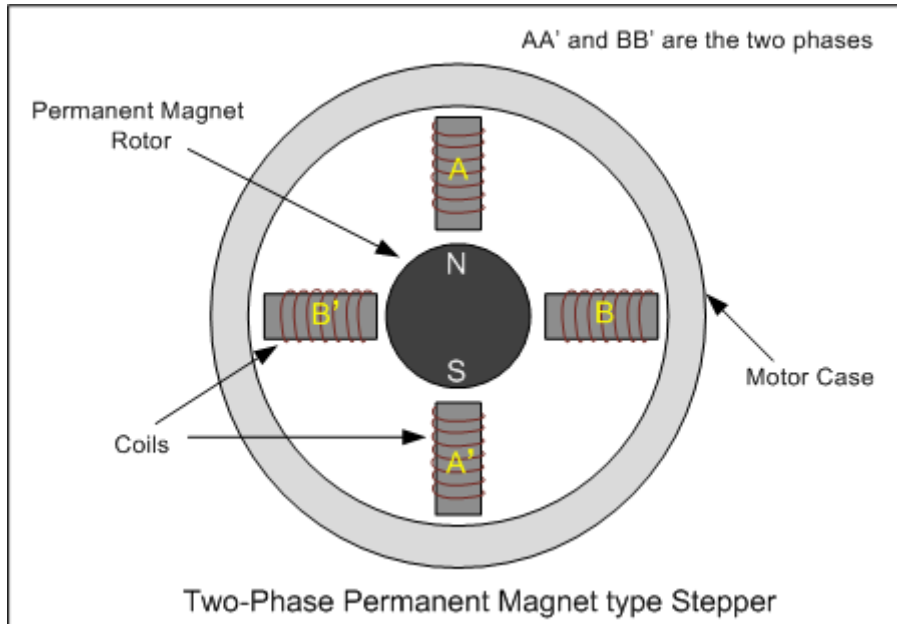 AA’ and BB’ are the two phases
Permanent Magnet
Rotor
A
N
B’
B
S
Motor Case
Coils
A’
Two-Phase Permanent Magnet type Stepper